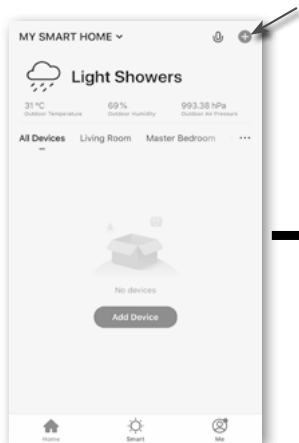 MY SMART HOME
Light Showers
31 °C 69% 993.38 hPa
Outdoor Temperature Outdoor Humidity Outdoor Air Pressure
All Devices Living Room Master Bedroom ...
No devices
Add Device
Home Smart Me